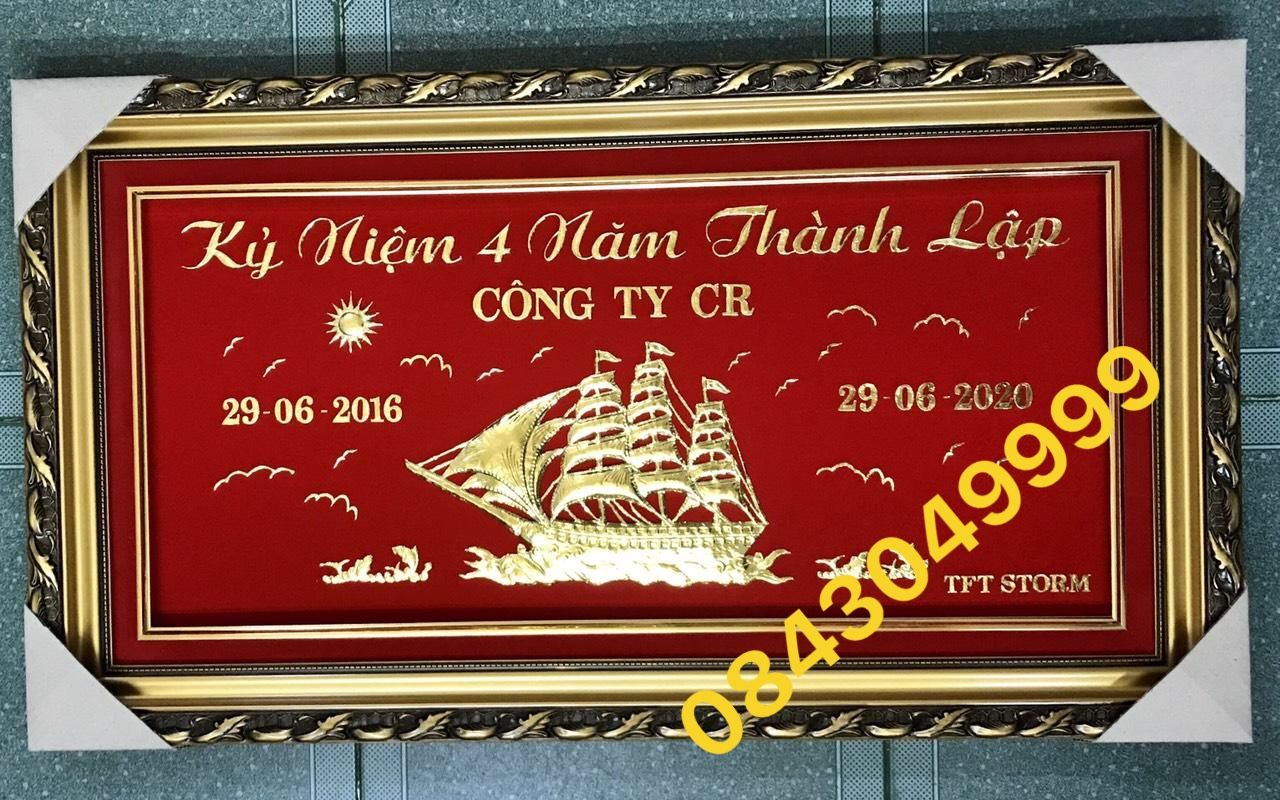 Kỷ Niệm 4 Năm Thành Lập
CÔNG TY CR
29-06-2016
29-06-2020
TFT STORM
0843049999